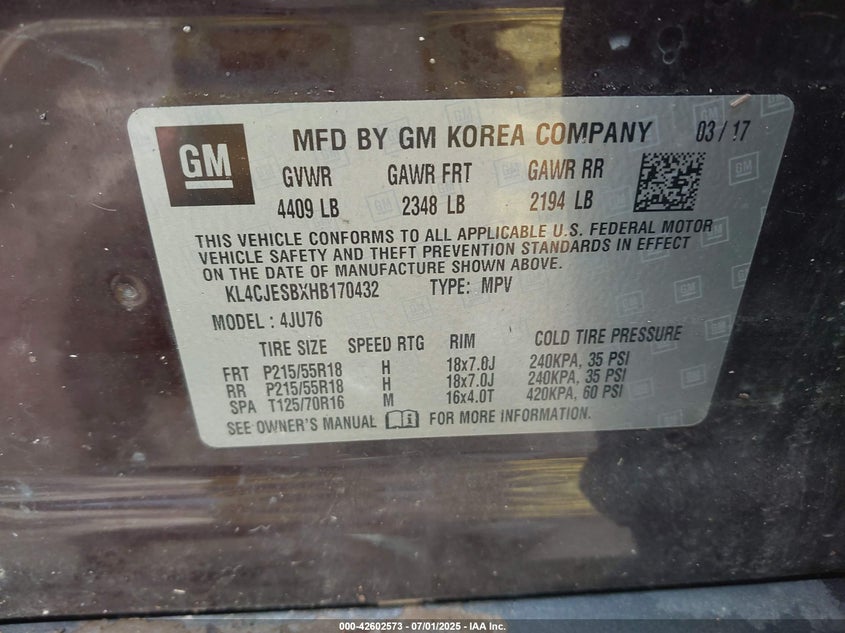 GM
MFD BY GM KOREA COMPANY 03 / 17
GVWR GAWR FRT GAWR RR
4409 LB 2348 LB 2194 LB
THIS VEHICLE CONFORMS TO ALL APPLICABLE U.S. FEDERAL MOTOR
VEHICLE SAFETY AND THEFT PREVENTION STANDARDS IN EFFECT
ON THE DATE OF MANUFACTURE SHOWN ABOVE.
KL4CJESBXHB170432 TYPE: MPV
MODEL : 4JU76
TIRE SIZE SPEED RTG RIM COLD TIRE PRESSURE
FRT P215/55R18 H 18x7.0J 240KPA, 35 PSI
RR P215/55R18 H 18x7.0J 240KPA, 35 PSI
SPA T125/70R16 M 16x4.0T 420KPA, 60 PSI
SEE OWNER'S MANUAL FOR MORE INFORMATION.
000-42602573 - 07/01/2025 - IAA Inc.